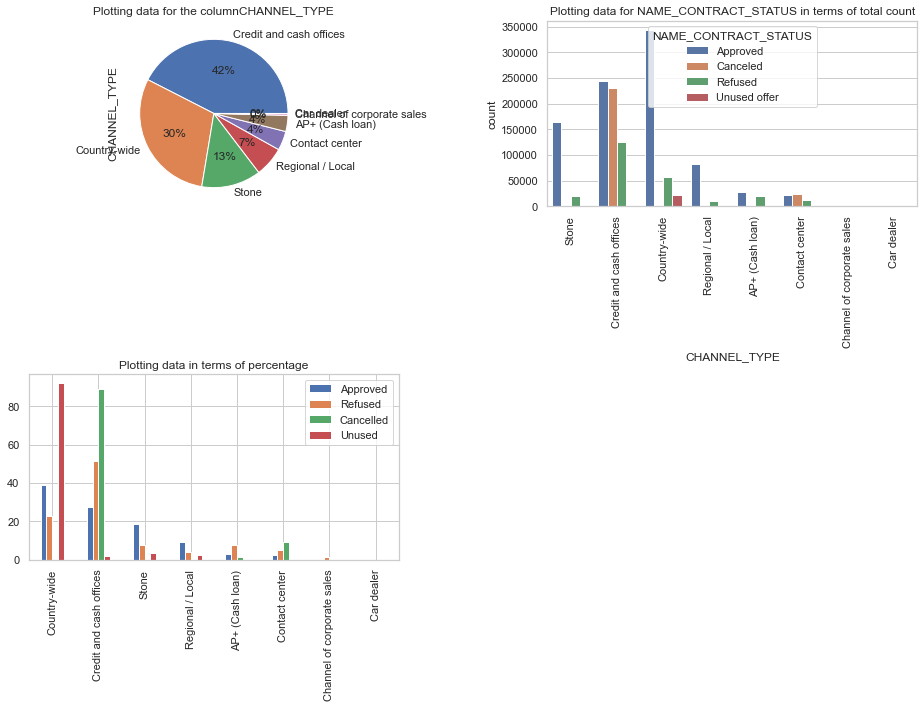 Plotting data for the columnCHANNEL_TYPE
CHANNEL_TYPE
Credit and cash offices
42%
Country-wide
30%
Stone
13%
Regional / Local
7%
Contact center
4%
AP+ (Cash loan)
4%
Channel of corporate sales
0%
Car dealer
0%
Plotting data for NAME_CONTRACT_STATUS in terms of total count
NAME_CONTRACT_STATUS
Approved
Canceled
Refused
Unused offer
count
350000
300000
250000
200000
150000
100000
50000
0
Stone
Credit and cash offices
Country-wide
Regional / Local
AP+ (Cash loan)
Contact center
Channel of corporate sales
Car dealer
CHANNEL_TYPE
Plotting data in terms of percentage
Approved
Refused
Cancelled
Unused
80
60
40
20
0
Country-wide
Credit and cash offices
Stone
Regional / Local
AP+ (Cash loan)
Contact center
Channel of corporate sales
Car dealer